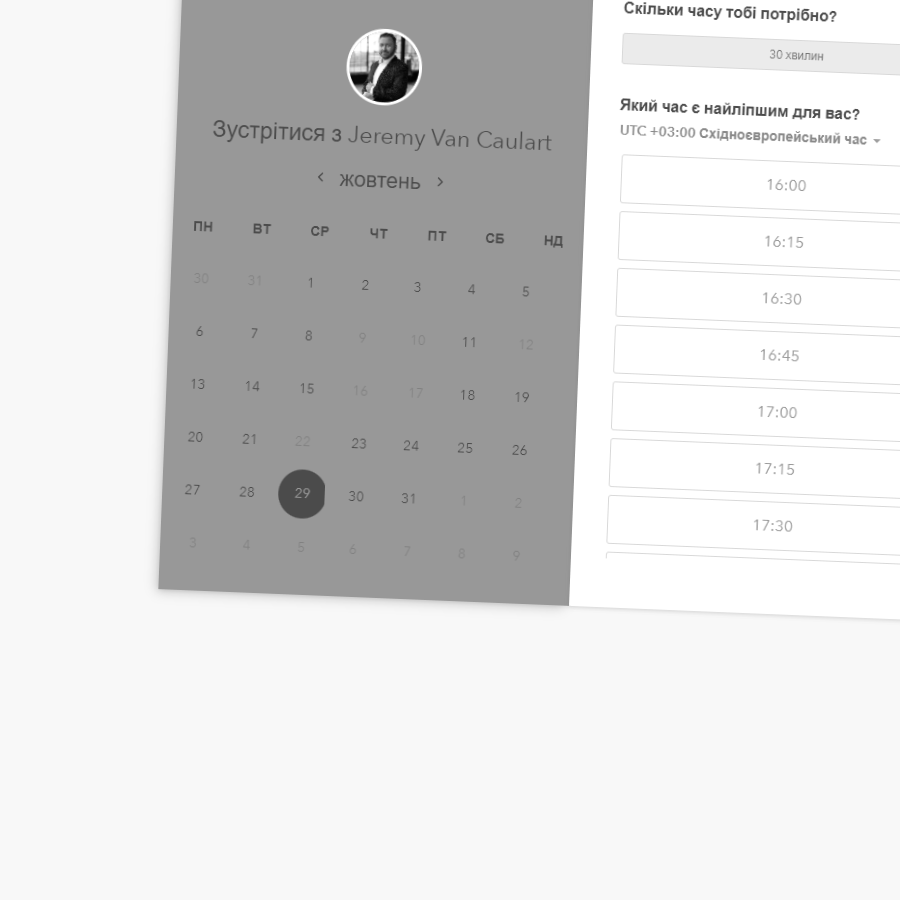 Зустрітися з Jeremy Van Caulart
жовтень
ПН ВТ СР ЧТ ПТ СБ НД
30 31 1 2 3 4 5
6 7 8 9 10 11 12
13 14 15 16 17 18 19
20 21 22 23 24 25 26
27 28 29 30 31 1 2
3 4 5 6 7 8 9
Скільки часу тобі потрібно?
30 хвилин
Який час є найліпшим для вас?
UTC +03:00 Східноєвропейський час
16:00
16:15
16:30
16:45
17:00
17:15
17:30